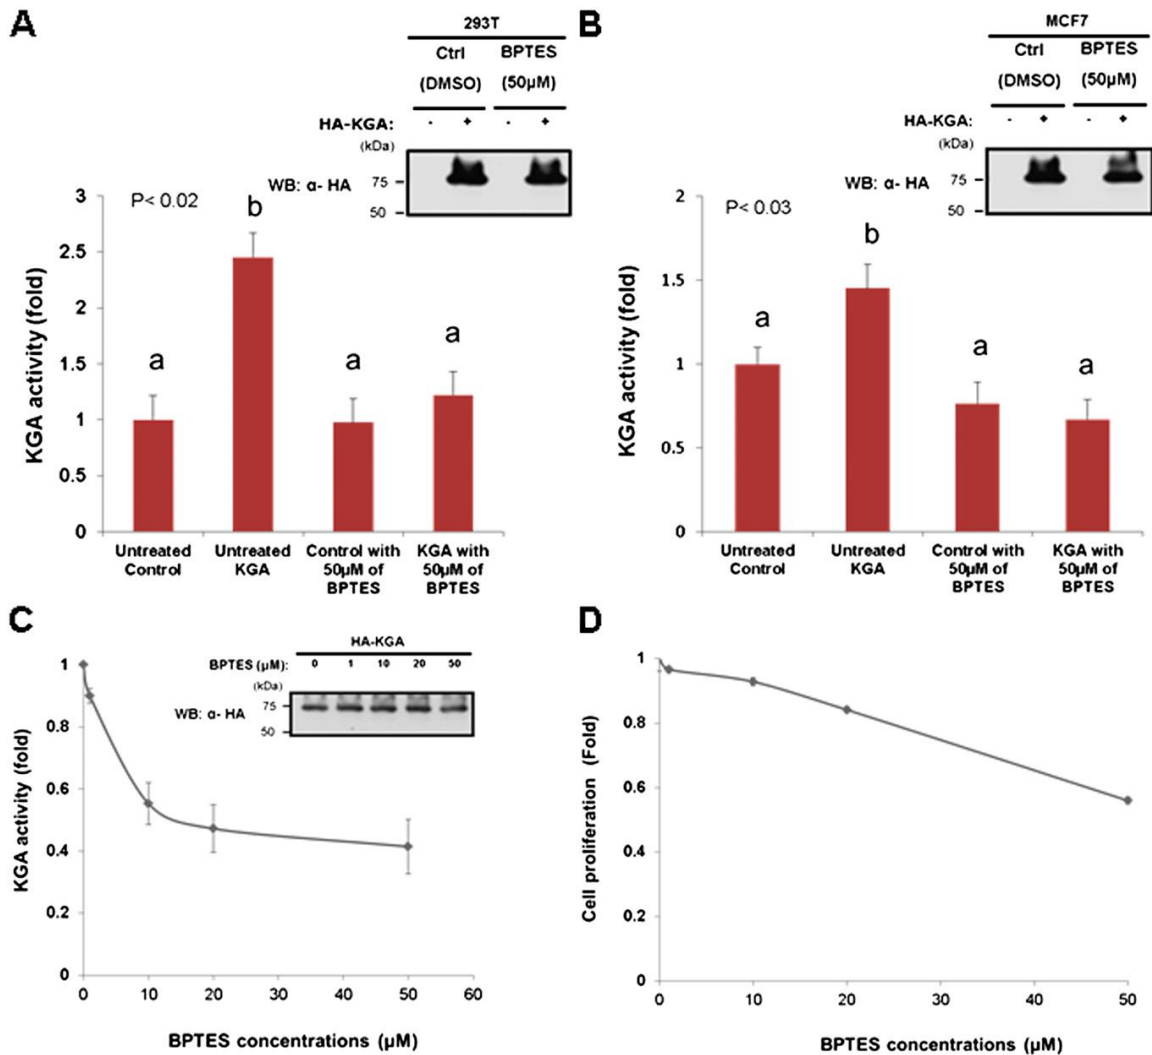 A
293T
Ctrl
(DMSO)
BPTES
(50µM)
HA-KGA: - + - +
(kDa)
WB: α- HA
75
50
P< 0.02
KGA activity (fold)
3
2.5
2
1.5
1
0.5
0
a
b
a
a
Untreated
Control
Untreated
KGA
Control with
50µM of
BPTES
KGA with
50µM of
BPTES
B
MCF7
Ctrl
(DMSO)
BPTES
(50µM)
HA-KGA: - + - +
(kDa)
WB: α- HA
75
50
P< 0.03
KGA activity (fold)
2
1.5
1
0.5
0
a
b
a
a
Untreated
Control
Untreated
KGA
Control with
50µM of
BPTES
KGA with
50µM of
BPTES
C
HA-KGA
BPTES (µM): 0 1 10 20 50
(kDa)
WB: α- HA
75
50
KGA activity (fold)
1
0.8
0.6
0.4
0.2
0
0 10 20 30 40 50 60
BPTES concentrations (µM)
D
Cell proliferation (Fold)
1
0.8
0.6
0.4
0.2
0
0 10 20 30 40 50
BPTES concentrations (µM)